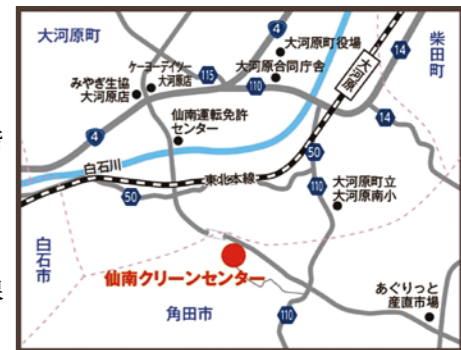 大河原町
柴田町
大河原町役場
14
ケーヨーデイツー
大河原店
115
大河原合同庁舎
大河原
みやぎ生協
大河原店
110
4
仙南運転免許
センター
14
白石川
東北本線
50
50
110
大河原町立
大河原南小
白石市
仙南クリーンセンター
角田市
あぐりっと
産直市場
110